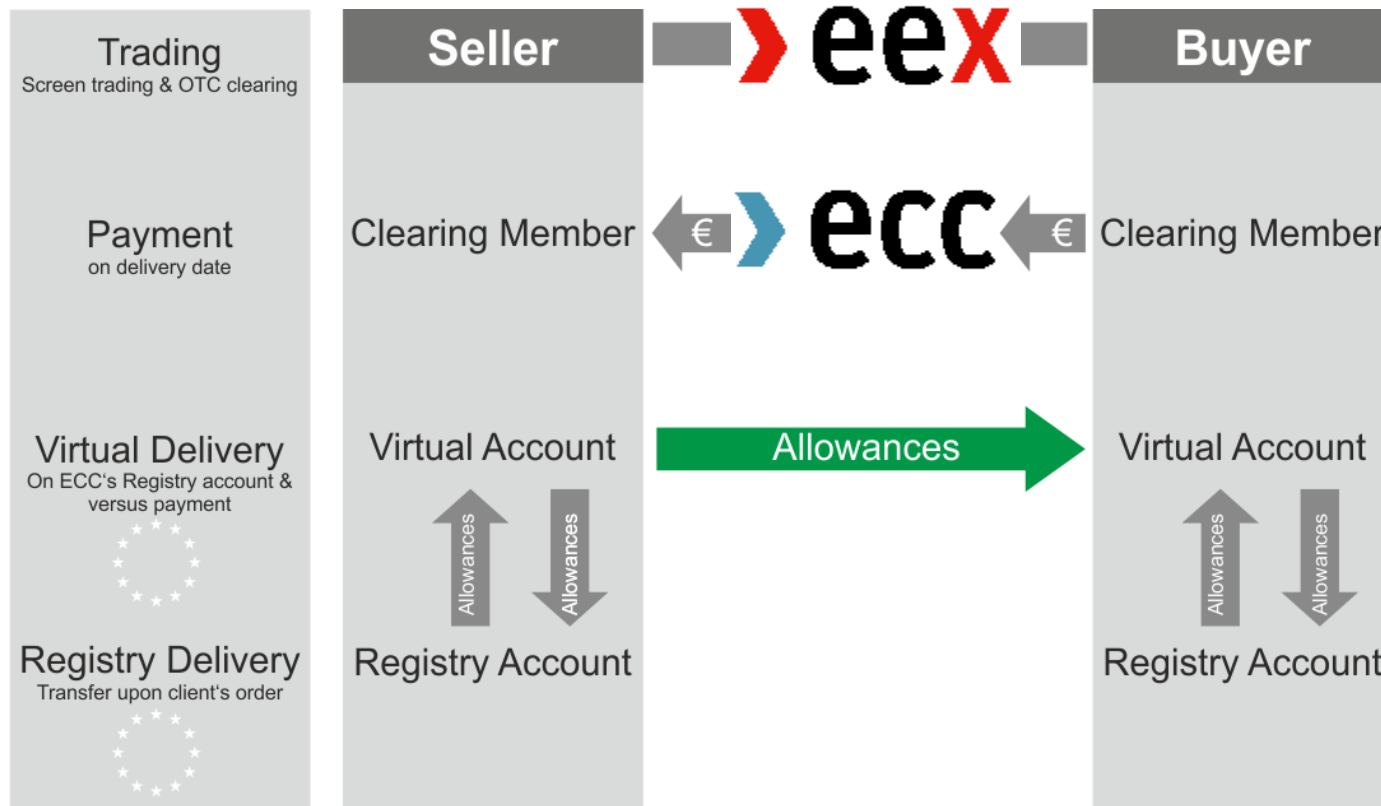 Trading
Screen trading & OTC clearing
Seller
eex
Buyer
Payment
on delivery date
Clearing Member
€
ecc
€
Clearing Member
Virtual Delivery
On ECC‘s Registry account &
versus payment
Virtual Account
Allowances
Virtual Account
Allowances
Allowances
Allowances
Allowances
Registry Delivery
Transfer upon client‘s order
Registry Account
Registry Account